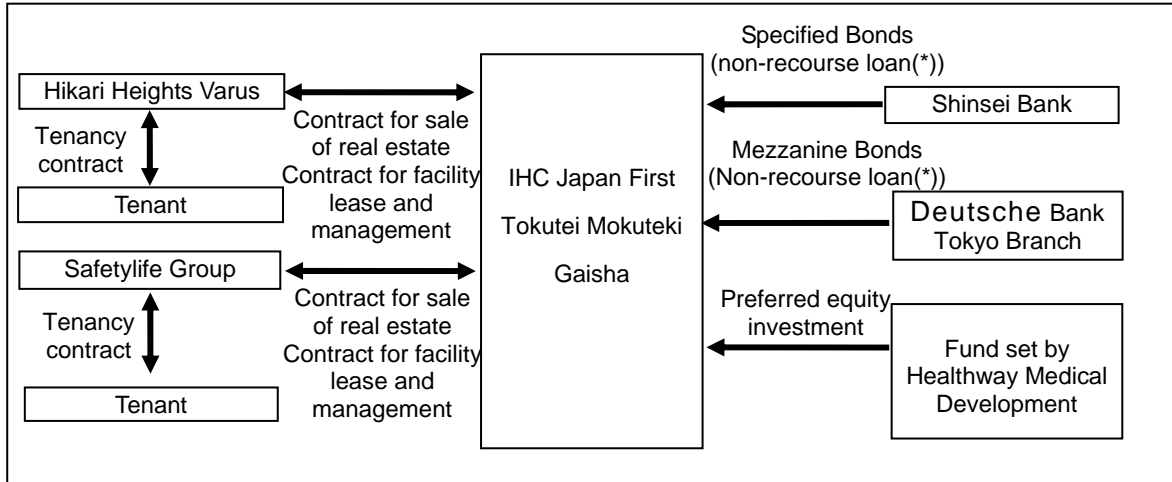 Hikari Heights Varus
Tenancy
contract
Tenant
Safetylife Group
Tenancy
contract
Tenant
Contract for sale
of real estate
Contract for facility
lease and
management
Contract for sale
of real estate
Contract for facility
lease and
management
IHC Japan First
Tokutei Mokuteki
Gaisha
Specified Bonds
(non-recourse loan(*))
Shinsei Bank
Mezzanine Bonds
(Non-recourse loan(*))
Deutsche Bank
Tokyo Branch
Preferred equity
investment
Fund set by
Healthway Medical
Development